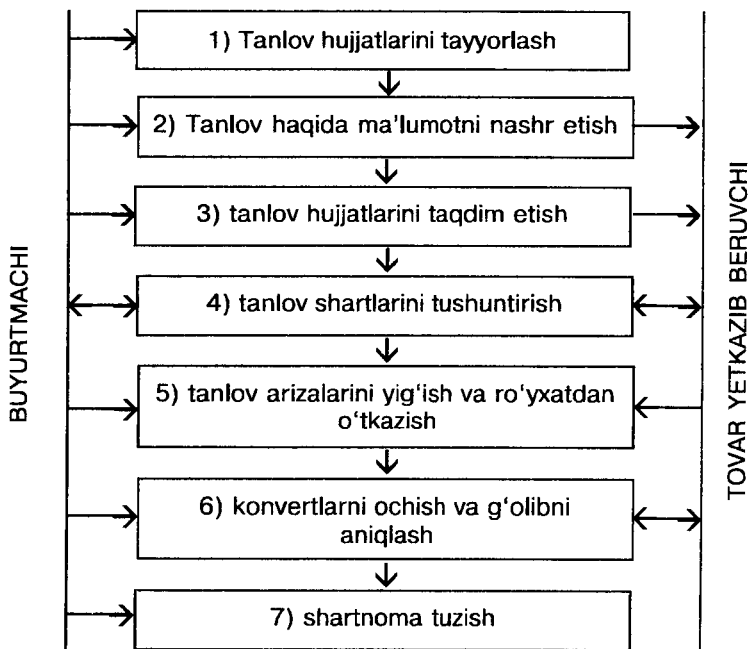 1) Tanlov hujjatlarini tayyorlash
2) Tanlov haqida ma'lumotni nashr etish
3) tanlov hujjatlarini taqdim etish
4) tanlov shartlarini tushuntirish
5) tanlov arizalarini yig‘ish va ro‘yxatdan
o‘tkazish
6) konvertlarni ochish va g‘olibni
aniqlash
7) shartnoma tuzish
BUYURTMACHI
TOVAR YETKAZIB BERUVCHI